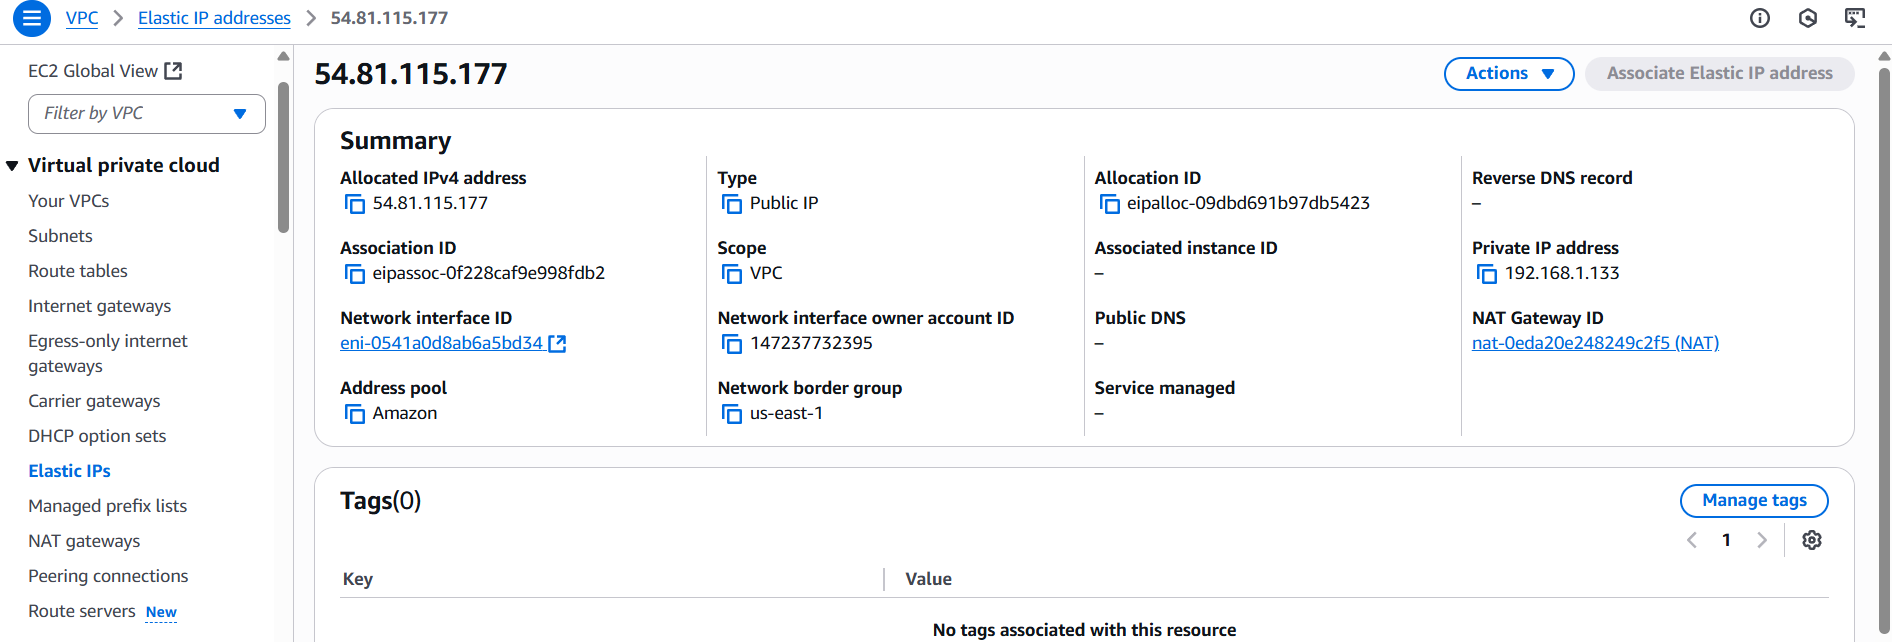 VPC > Elastic IP addresses > 54.81.115.177
EC2 Global View
Filter by VPC
Virtual private cloud
Your VPCs
Subnets
Route tables
Internet gateways
Egress-only internet
gateways
Carrier gateways
DHCP option sets
Elastic IPs
Managed prefix lists
NAT gateways
Peering connections
Route servers New
54.81.115.177
Actions
Associate Elastic IP address
Summary
Allocated IPv4 address
54.81.115.177
Type
Public IP
Allocation ID
eipalloc-09dbd691b97db5423
Reverse DNS record
–
Association ID
eipassoc-0f228caf9e998fdb2
Scope
VPC
Associated instance ID
–
Private IP address
192.168.1.133
Network interface ID
eni-0541a0d8ab6a5bd34
Network interface owner account ID
147237732395
Public DNS
–
NAT Gateway ID
nat-0eda20e248249c2f5 (NAT)
Address pool
Amazon
Network border group
us-east-1
Service managed
–
Tags(0)
Manage tags
1
Key
Value
No tags associated with this resource